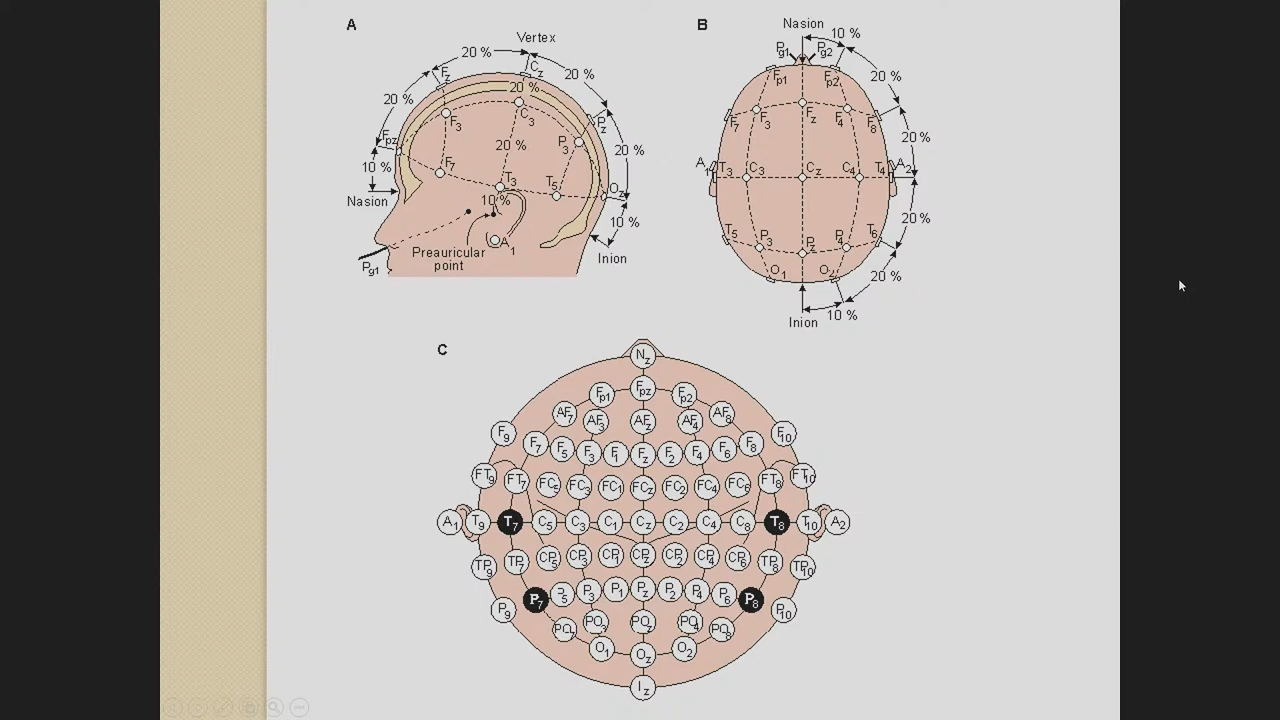 A
Vertex
20 %
20 %
Fz
Cz
20 %
20 %
F3
C3
Pz
Fpz
20 %
P3
20 %
10 %
F7
T3
T5
Oz
Nasion
10 %
10 %
A1
Preauricular
point
Inion
Pg1
B
Nasion
10 %
Pg1
Pg2
Fp1
Fp2
20 %
F7
F3
Fz
F4
F8
20 %
A1
T3
C3
Cz
C4
T4
A2
20 %
T5
P3
Pz
P4
T6
O1
O2
20 %
10 %
Inion
C
Nz
Fp1 Fpz Fp2
AF7 AF3 AFz AF4 AF8
F9 F7 F5 F3 F1 Fz F2 F4 F6 F8 F10
FT9 FT7 FC5 FC3 FC1 FCz FC2 FC4 FC6 FT8 FT10
A1 T9 T7 C5 C3 C1 Cz C2 C4 C8 T8 T10 A2
TP9 TP7 CP5 CP3 CP1 CPz CP2 CP4 CP6 TP8 TP10
P9 P7 P5 P3 P1 Pz P2 P4 P6 P8 P10
PO7 PO3 POz PO4
O1 Oz O2
Iz